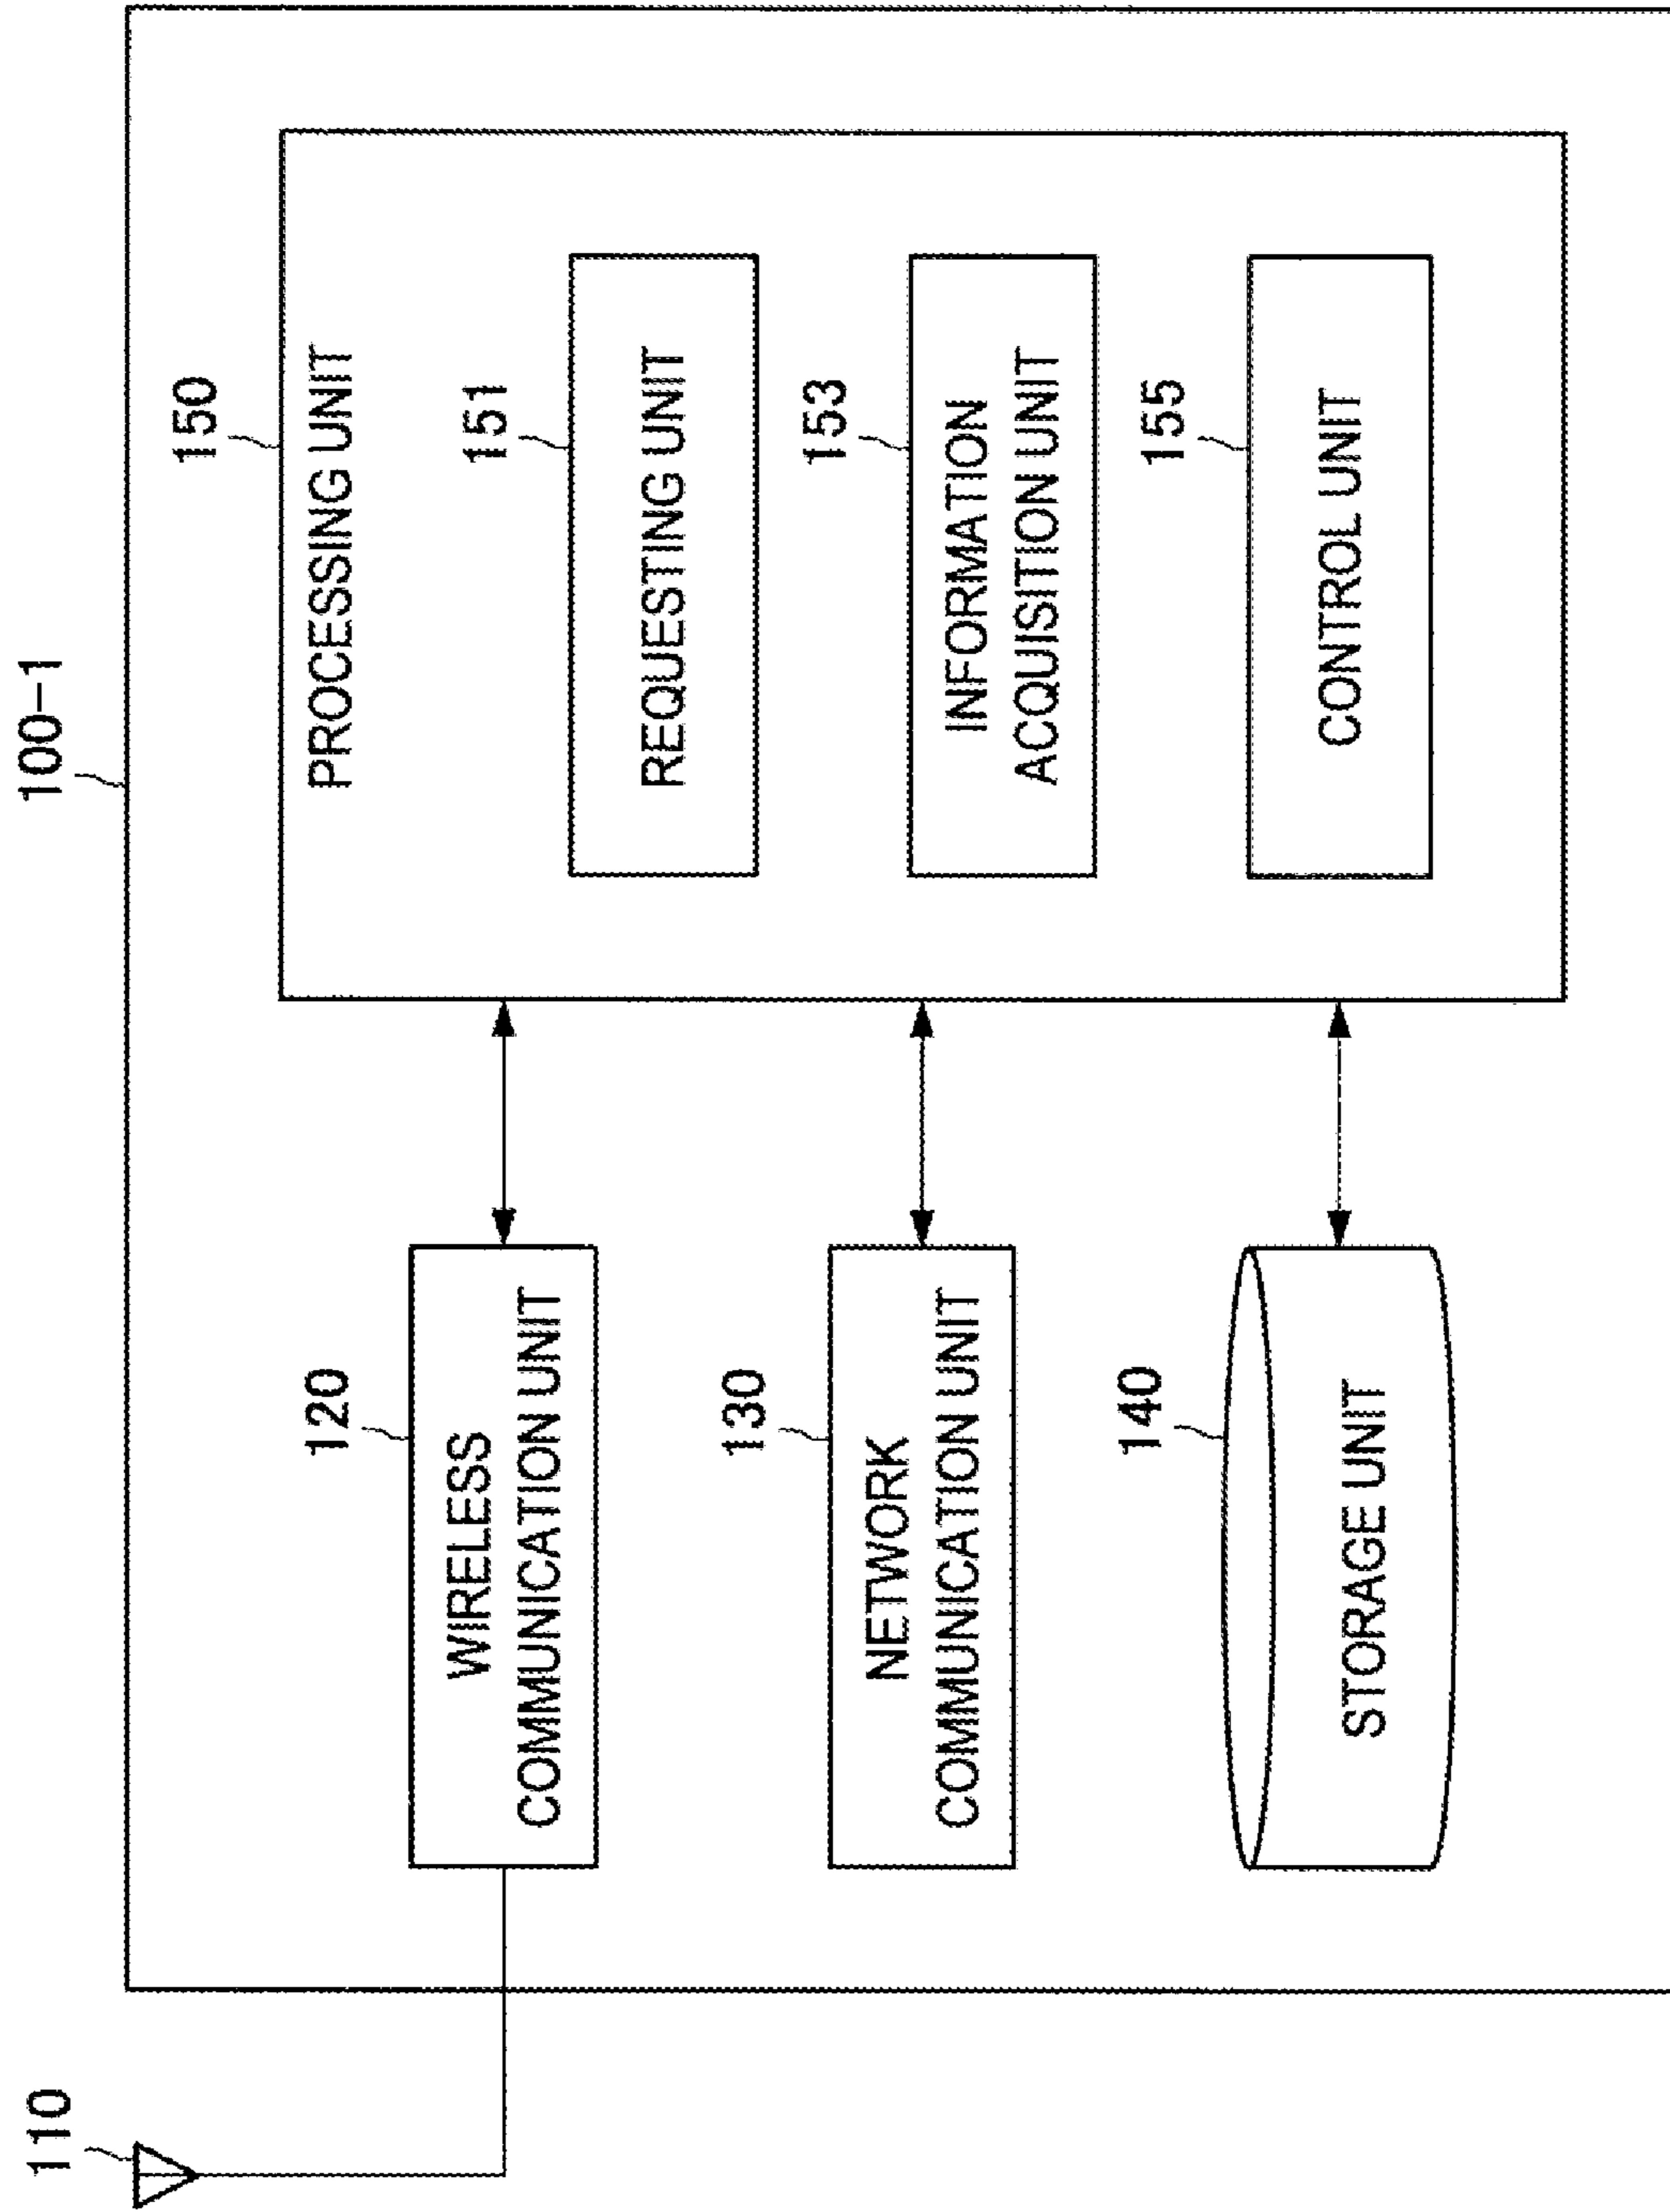 100-1
110
120
WIRELESS
COMMUNICATION UNIT
130
NETWORK
COMMUNICATION UNIT
140
STORAGE UNIT
150
PROCESSING UNIT
151
REQUESTING UNIT
153
INFORMATION
ACQUISITION UNIT
155
CONTROL UNIT